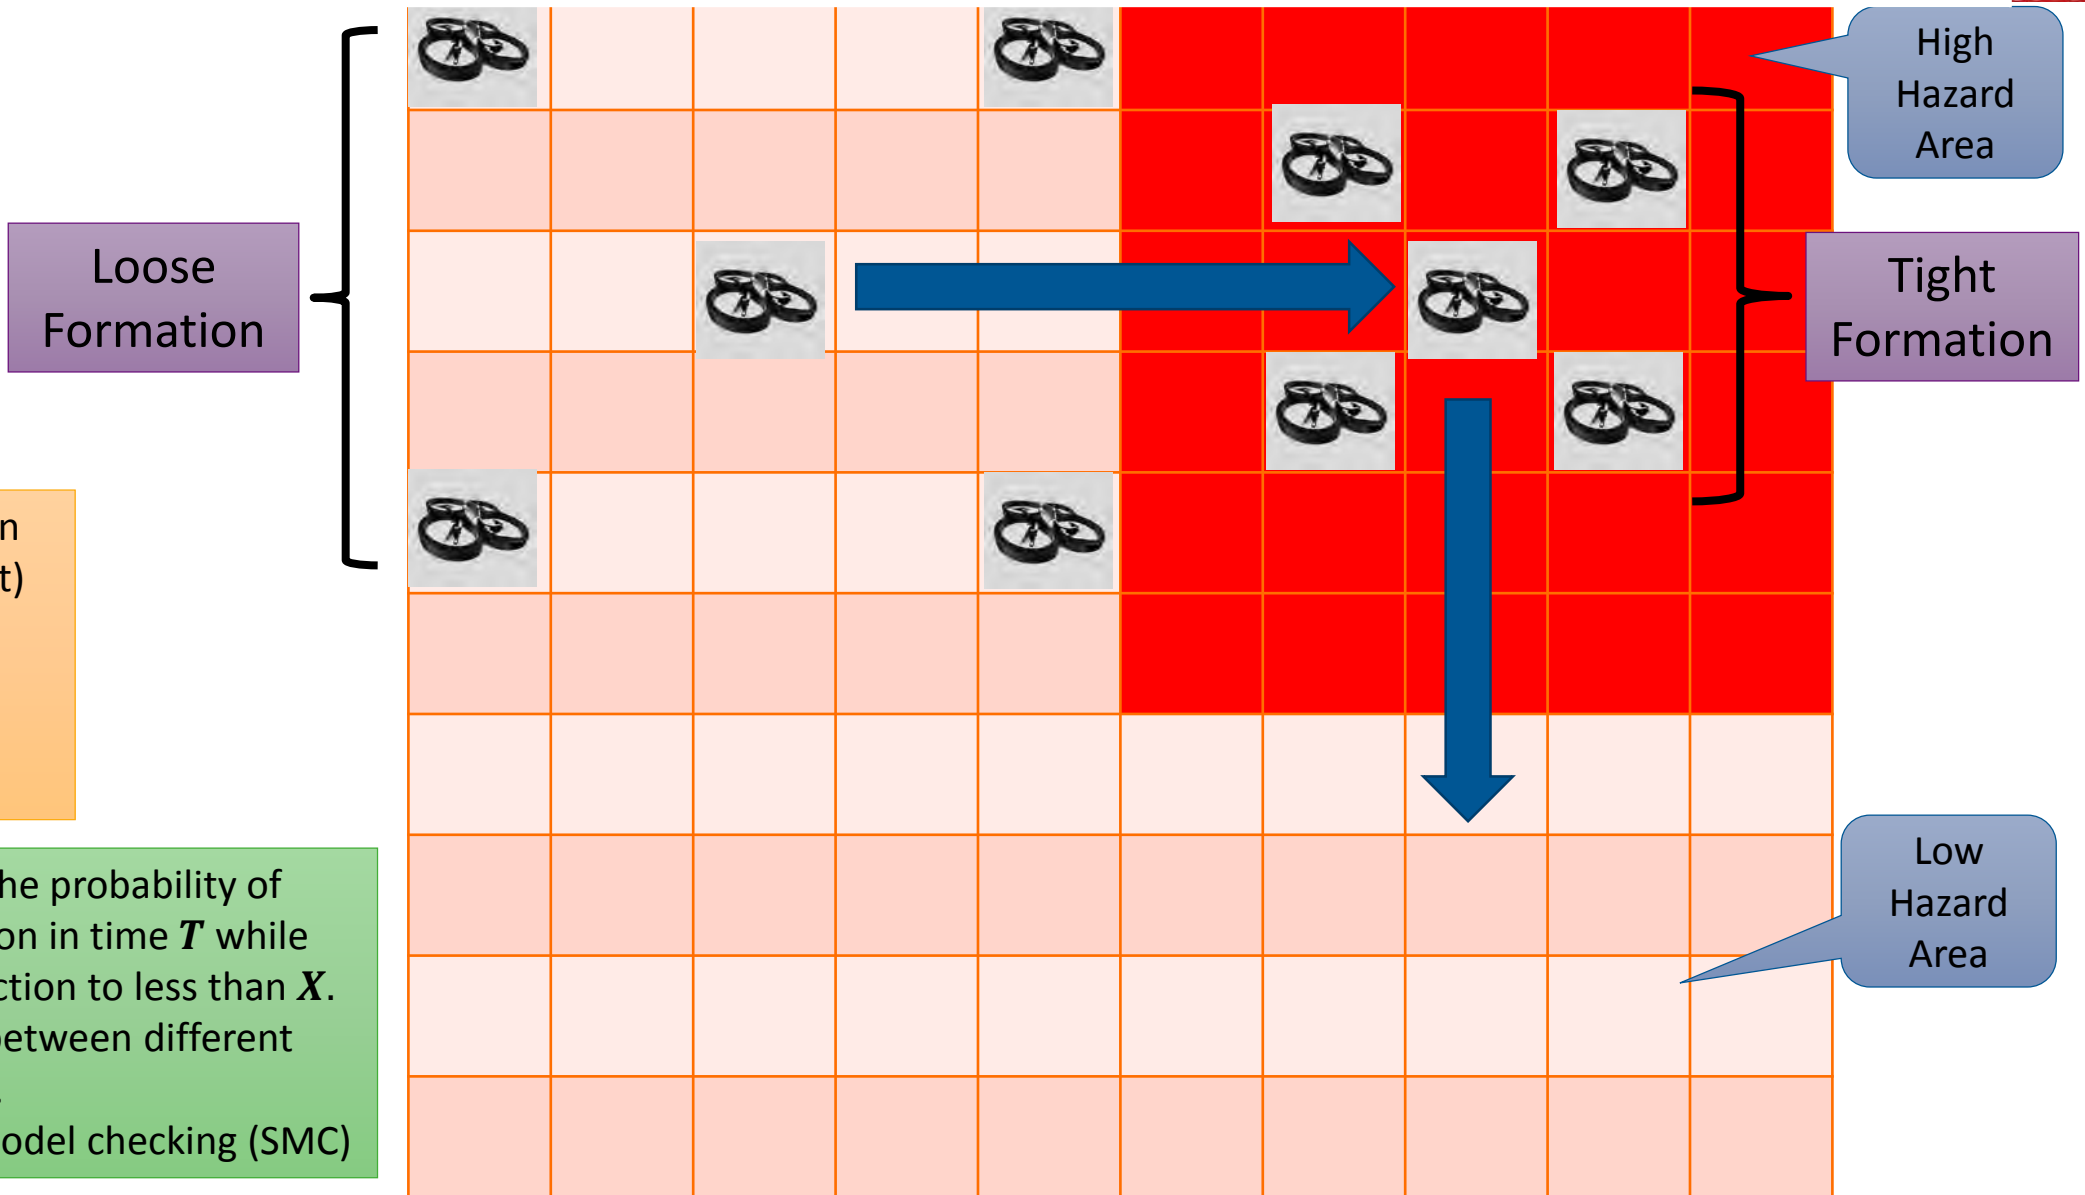 High
Hazard
Area
Loose
Formation
Tight
Formation
n
t)
he probability of
on in time T while
ction to less than X.
between different
.
odel checking (SMC)
Low
Hazard
Area